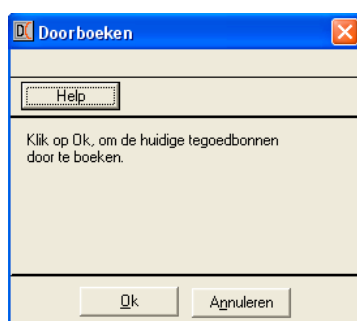 Doorboeken
Help
Klik op Ok, om de huidige tegoedbonnen
door te boeken.
Ok
Annuleren